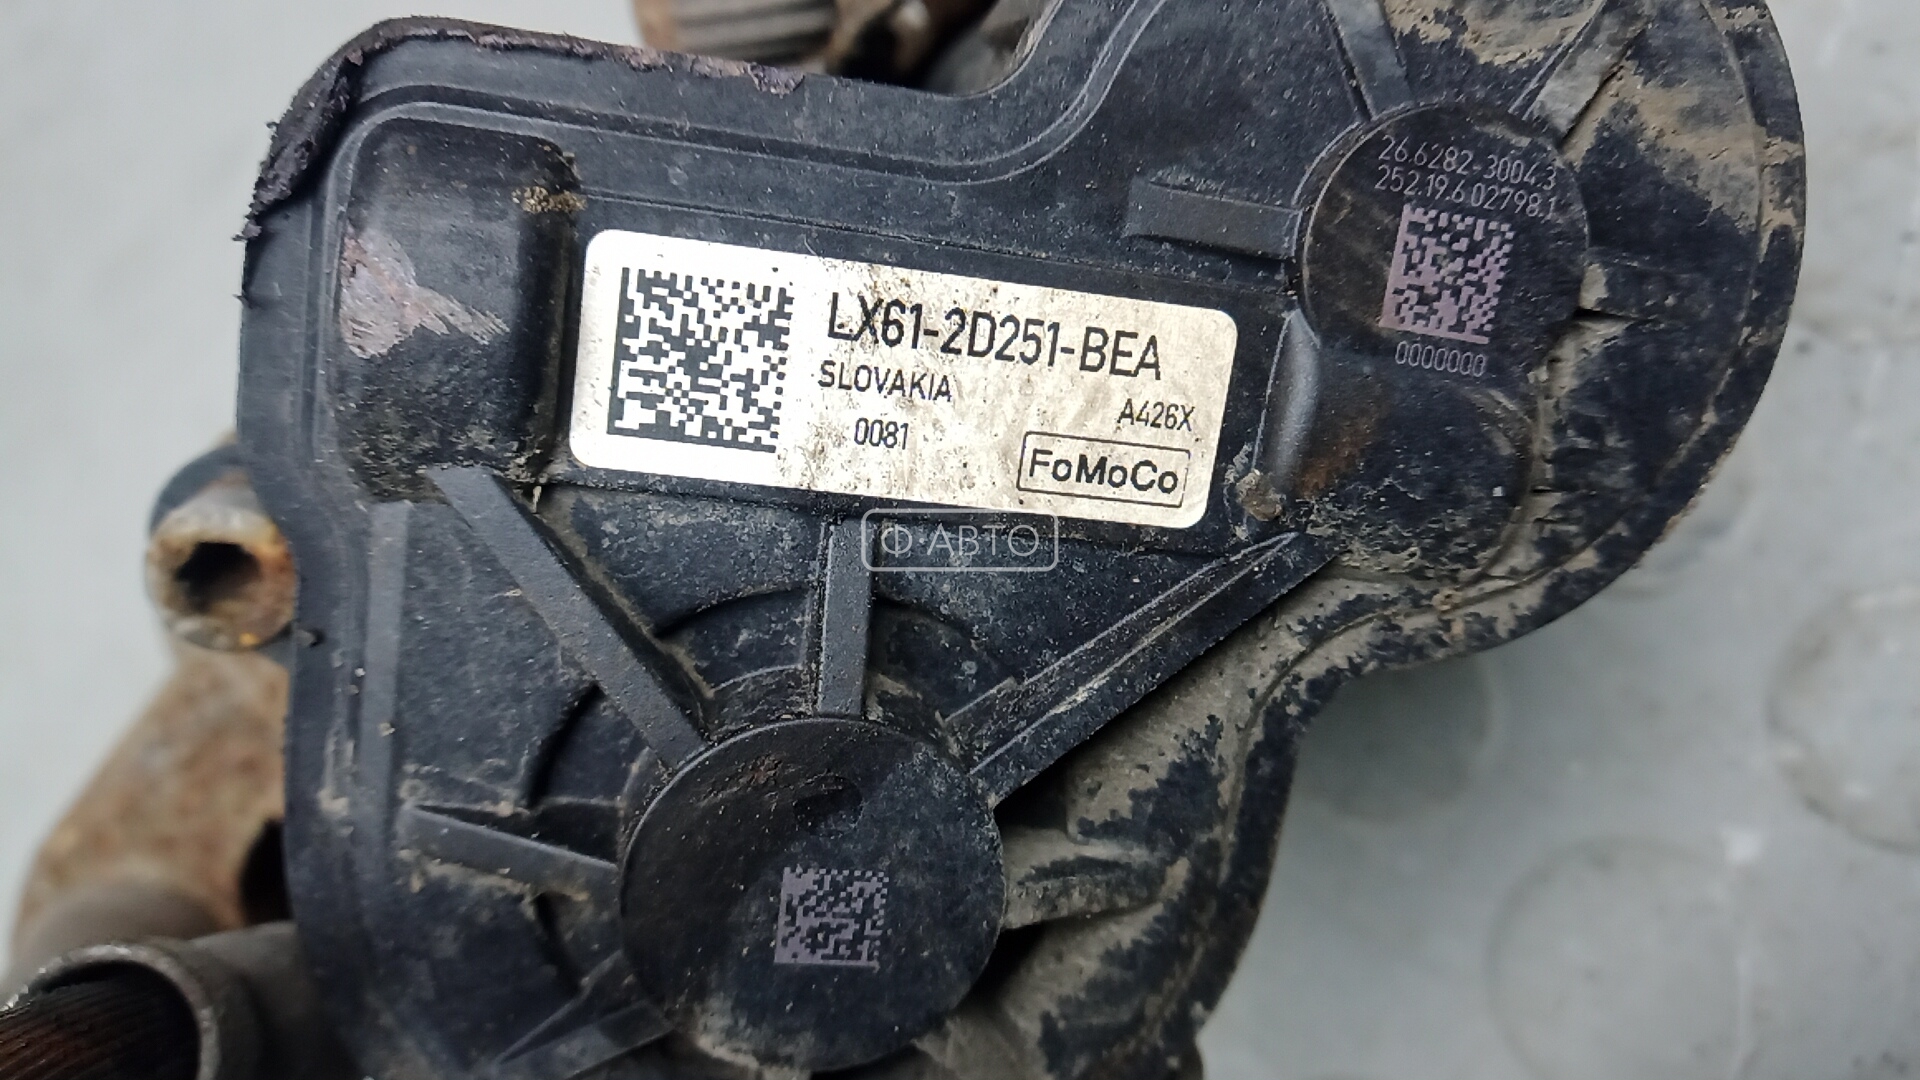 26.6282-3004.3
252.19.6 02798.1
0000000
LX61-2D251-BEA
SLOVAKIA
A426X
0081
FoMoCo
Ф·АВТО